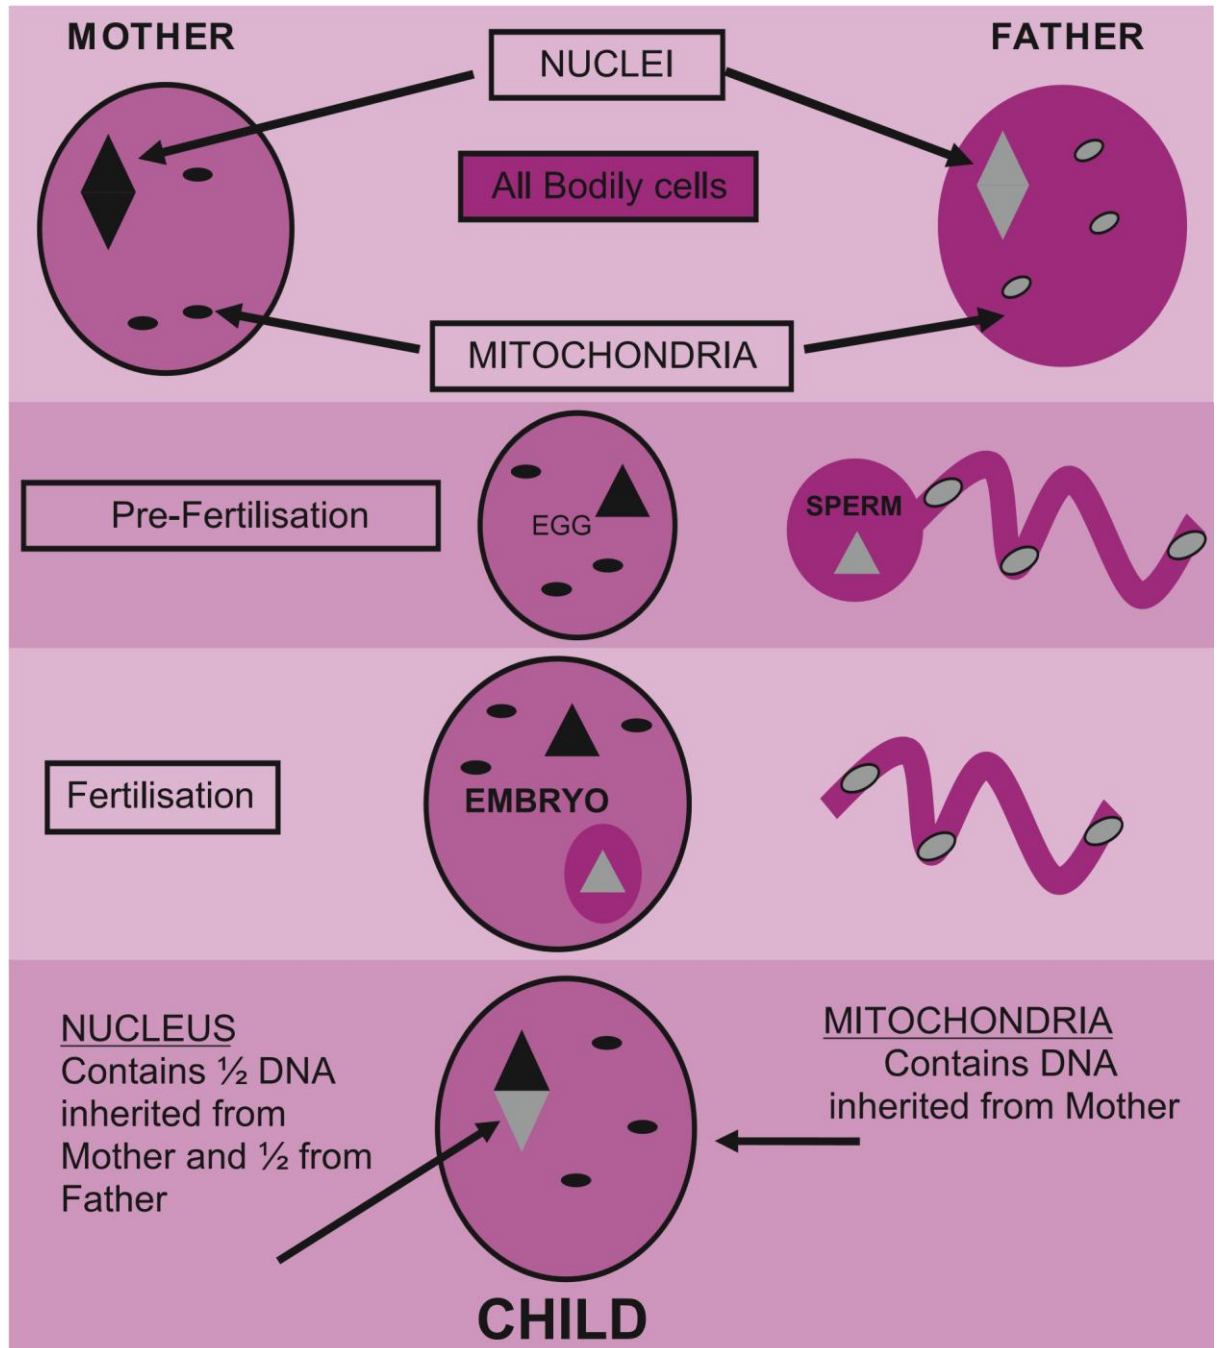 MOTHER
NUCLEI
FATHER
All Bodily cells
MITOCHONDRIA
Pre-Fertilisation
EGG
SPERM
Fertilisation
EMBRYO
NUCLEUS
Contains ½ DNA
inherited from
Mother and ½ from
Father
MITOCHONDRIA
Contains DNA
inherited from Mother
CHILD